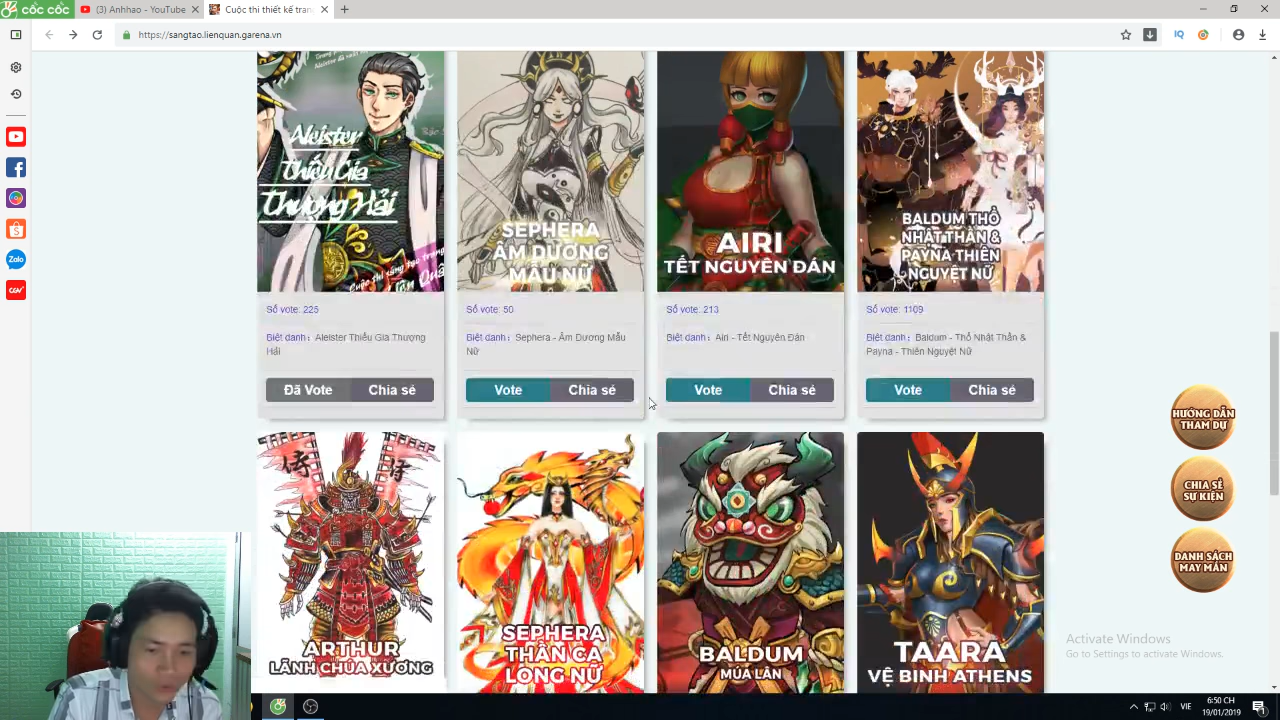 cốc cốc
(3) Anhhao - YouTube
Cuộc thi thiết kế tran
https://sangtao.lienquan.garena.vn
IQ
Aleister
Thiếu Gia
Thượng Hải
SEPHERA
ÂM DƯƠNG
MẪU NỮ
AIRI
TẾT NGUYÊN ĐÁN
BALDUM THỎ
NHẬT THẦN &
PAYNA THIÊN
NGUYỆT NỮ
Số vote: 225
Số vote: 50
Số vote: 213
Số vote: 1109
Biệt danh: Aleister Thiếu Gia Thượng
Hải
Biệt danh: Sephera - Âm Dương Mẫu
Nữ
Biệt danh: Airi - Tết Nguyên Đán
Biệt danh: Baldum - Thỏ Nhật Thần &
Payna - Thiên Nguyệt Nữ
Đã Vote
Chia sẻ
Vote
Chia sẻ
Vote
Chia sẻ
Vote
Chia sẻ
HƯỚNG DẪN
THAM DỰ
CHIA SẺ
SỰ KIỆN
DANH SÁCH
MAY MẮN
ARTHUR
LÃNH CHÚA XƯƠNG
SEPHERA
THẦN CA
LONG NỮ
BALDUM
MÚA LÂN
TAARA
VỆ BINH ATHENS
Zalo
CGV
Activate Windows
Go to Settings to activate Windows.
VIE
6:50 CH
19/01/2019